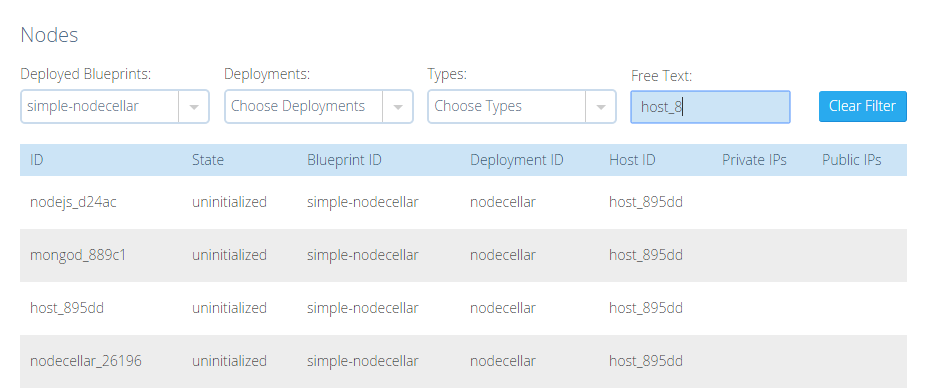 Nodes
Deployed Blueprints: Deployments: Types: Free Text:
simple-nodecellar Choose Deployments Choose Types host_8 Clear Filter
ID State Blueprint ID Deployment ID Host ID Private IPs Public IPs
nodejs_d24ac uninitialized simple-nodecellar nodecellar host_895dd
mongod_889c1 uninitialized simple-nodecellar nodecellar host_895dd
host_895dd uninitialized simple-nodecellar nodecellar host_895dd
nodecellar_26196 uninitialized simple-nodecellar nodecellar host_895dd